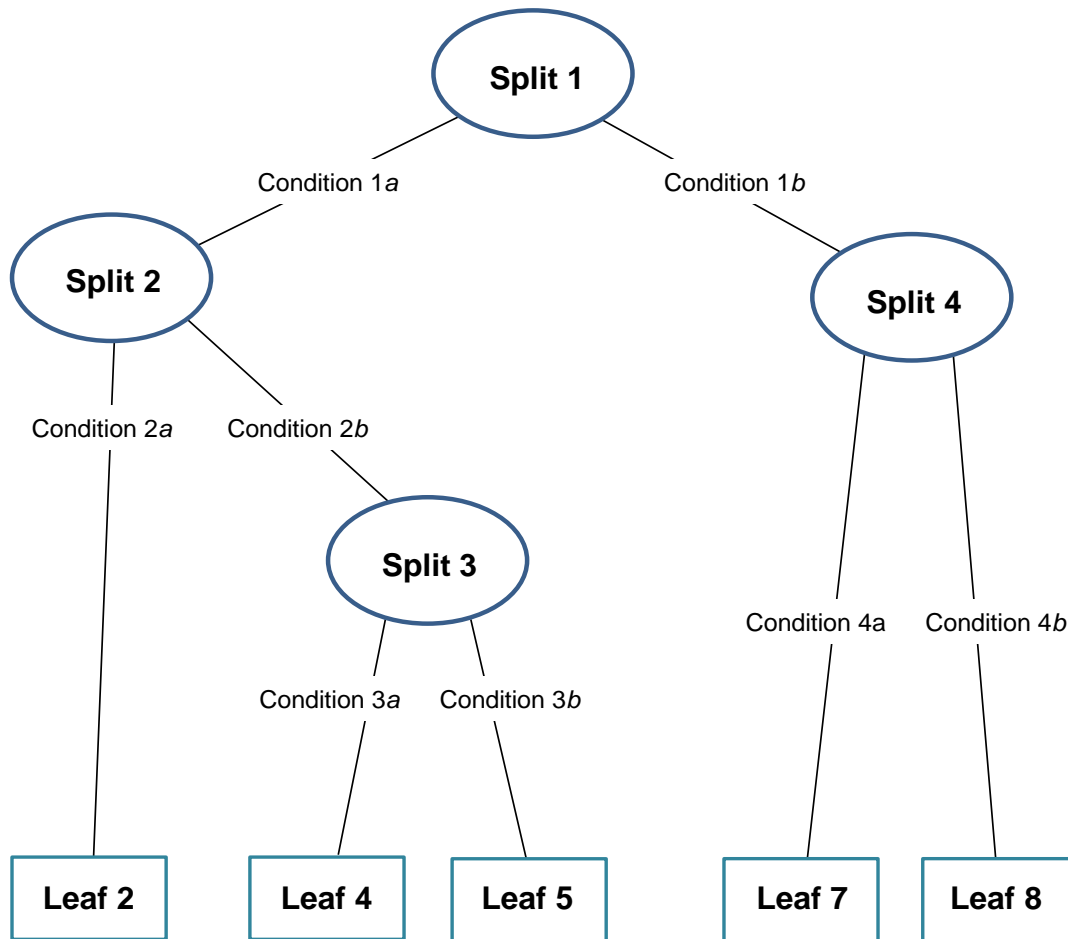 Split 1
Condition 1a
Condition 1b
Split 2
Split 4
Condition 2a
Condition 2b
Split 3
Condition 4a
Condition 4b
Condition 3a
Condition 3b
Leaf 2
Leaf 4
Leaf 5
Leaf 7
Leaf 8